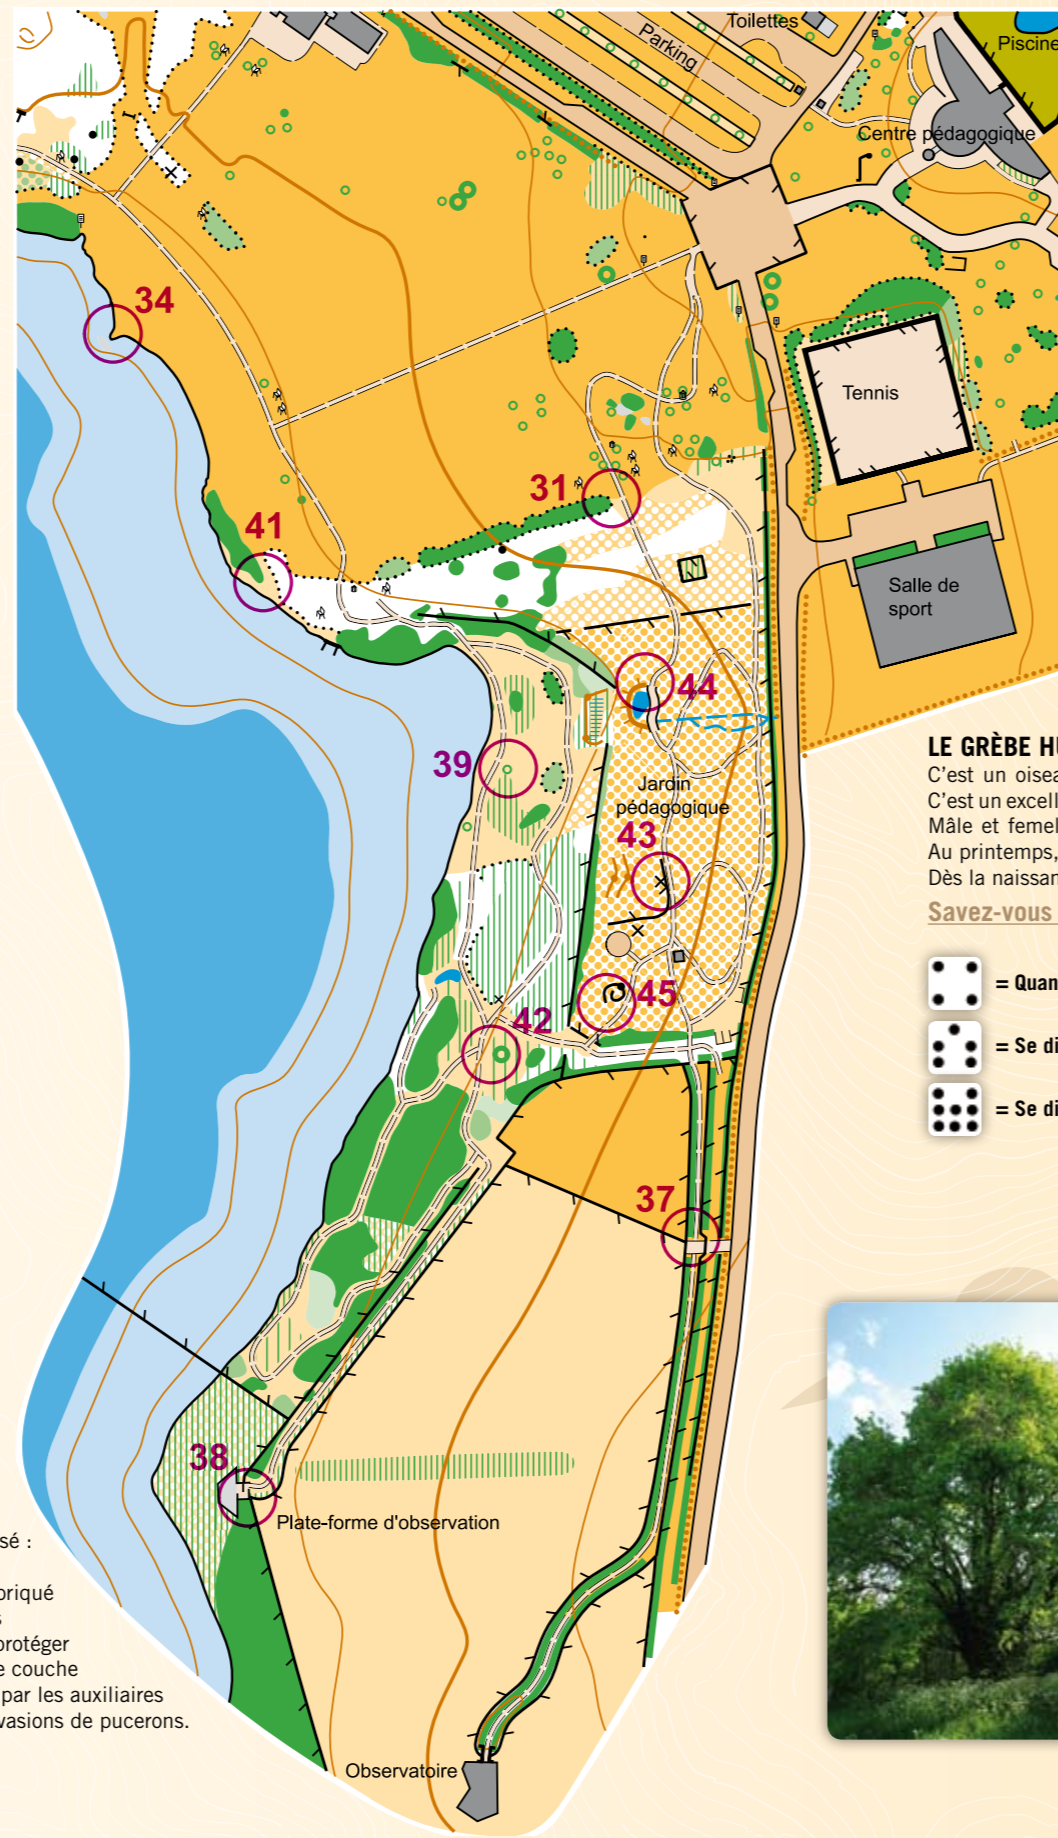 Toilettes
Parking
Piscine
Centre pédagogique
34
Tennis
31
41
Salle de
sport
44
39
Jardin
pédagogique
43
45
42
37
38
Plate-forme d'observation
Observatoire
LE GRÈBE HU
C'est un oisea
C'est un excell
Mâle et femel
Au printemps,
Dès la naissan
Savez-vous
= Quan
= Se di
= Se di
sé :
oriqué
s
protéger
e couche
par les auxiliaires
vasions de pucerons.